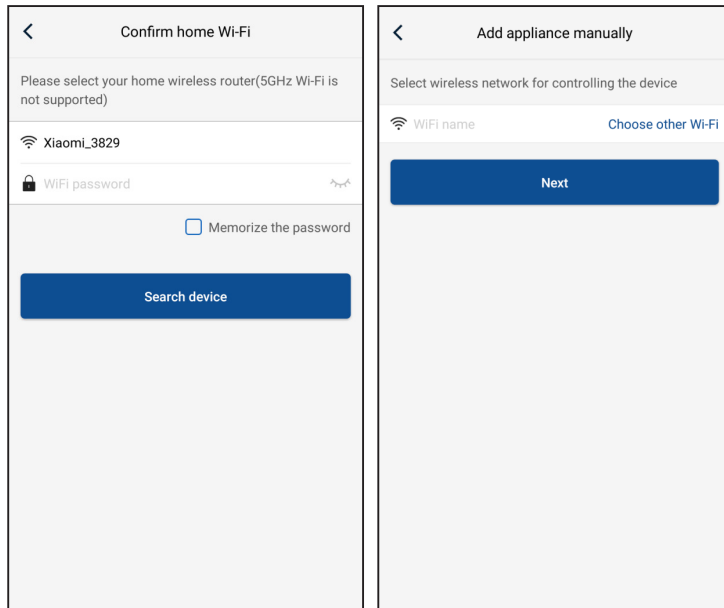 Confirm home Wi-Fi
Please select your home wireless router(5GHz Wi-Fi is
not supported)
Xiaomi_3829
WiFi password
Memorize the password
Search device
Add appliance manually
Select wireless network for controlling the device
WiFi name
Choose other Wi-Fi
Next